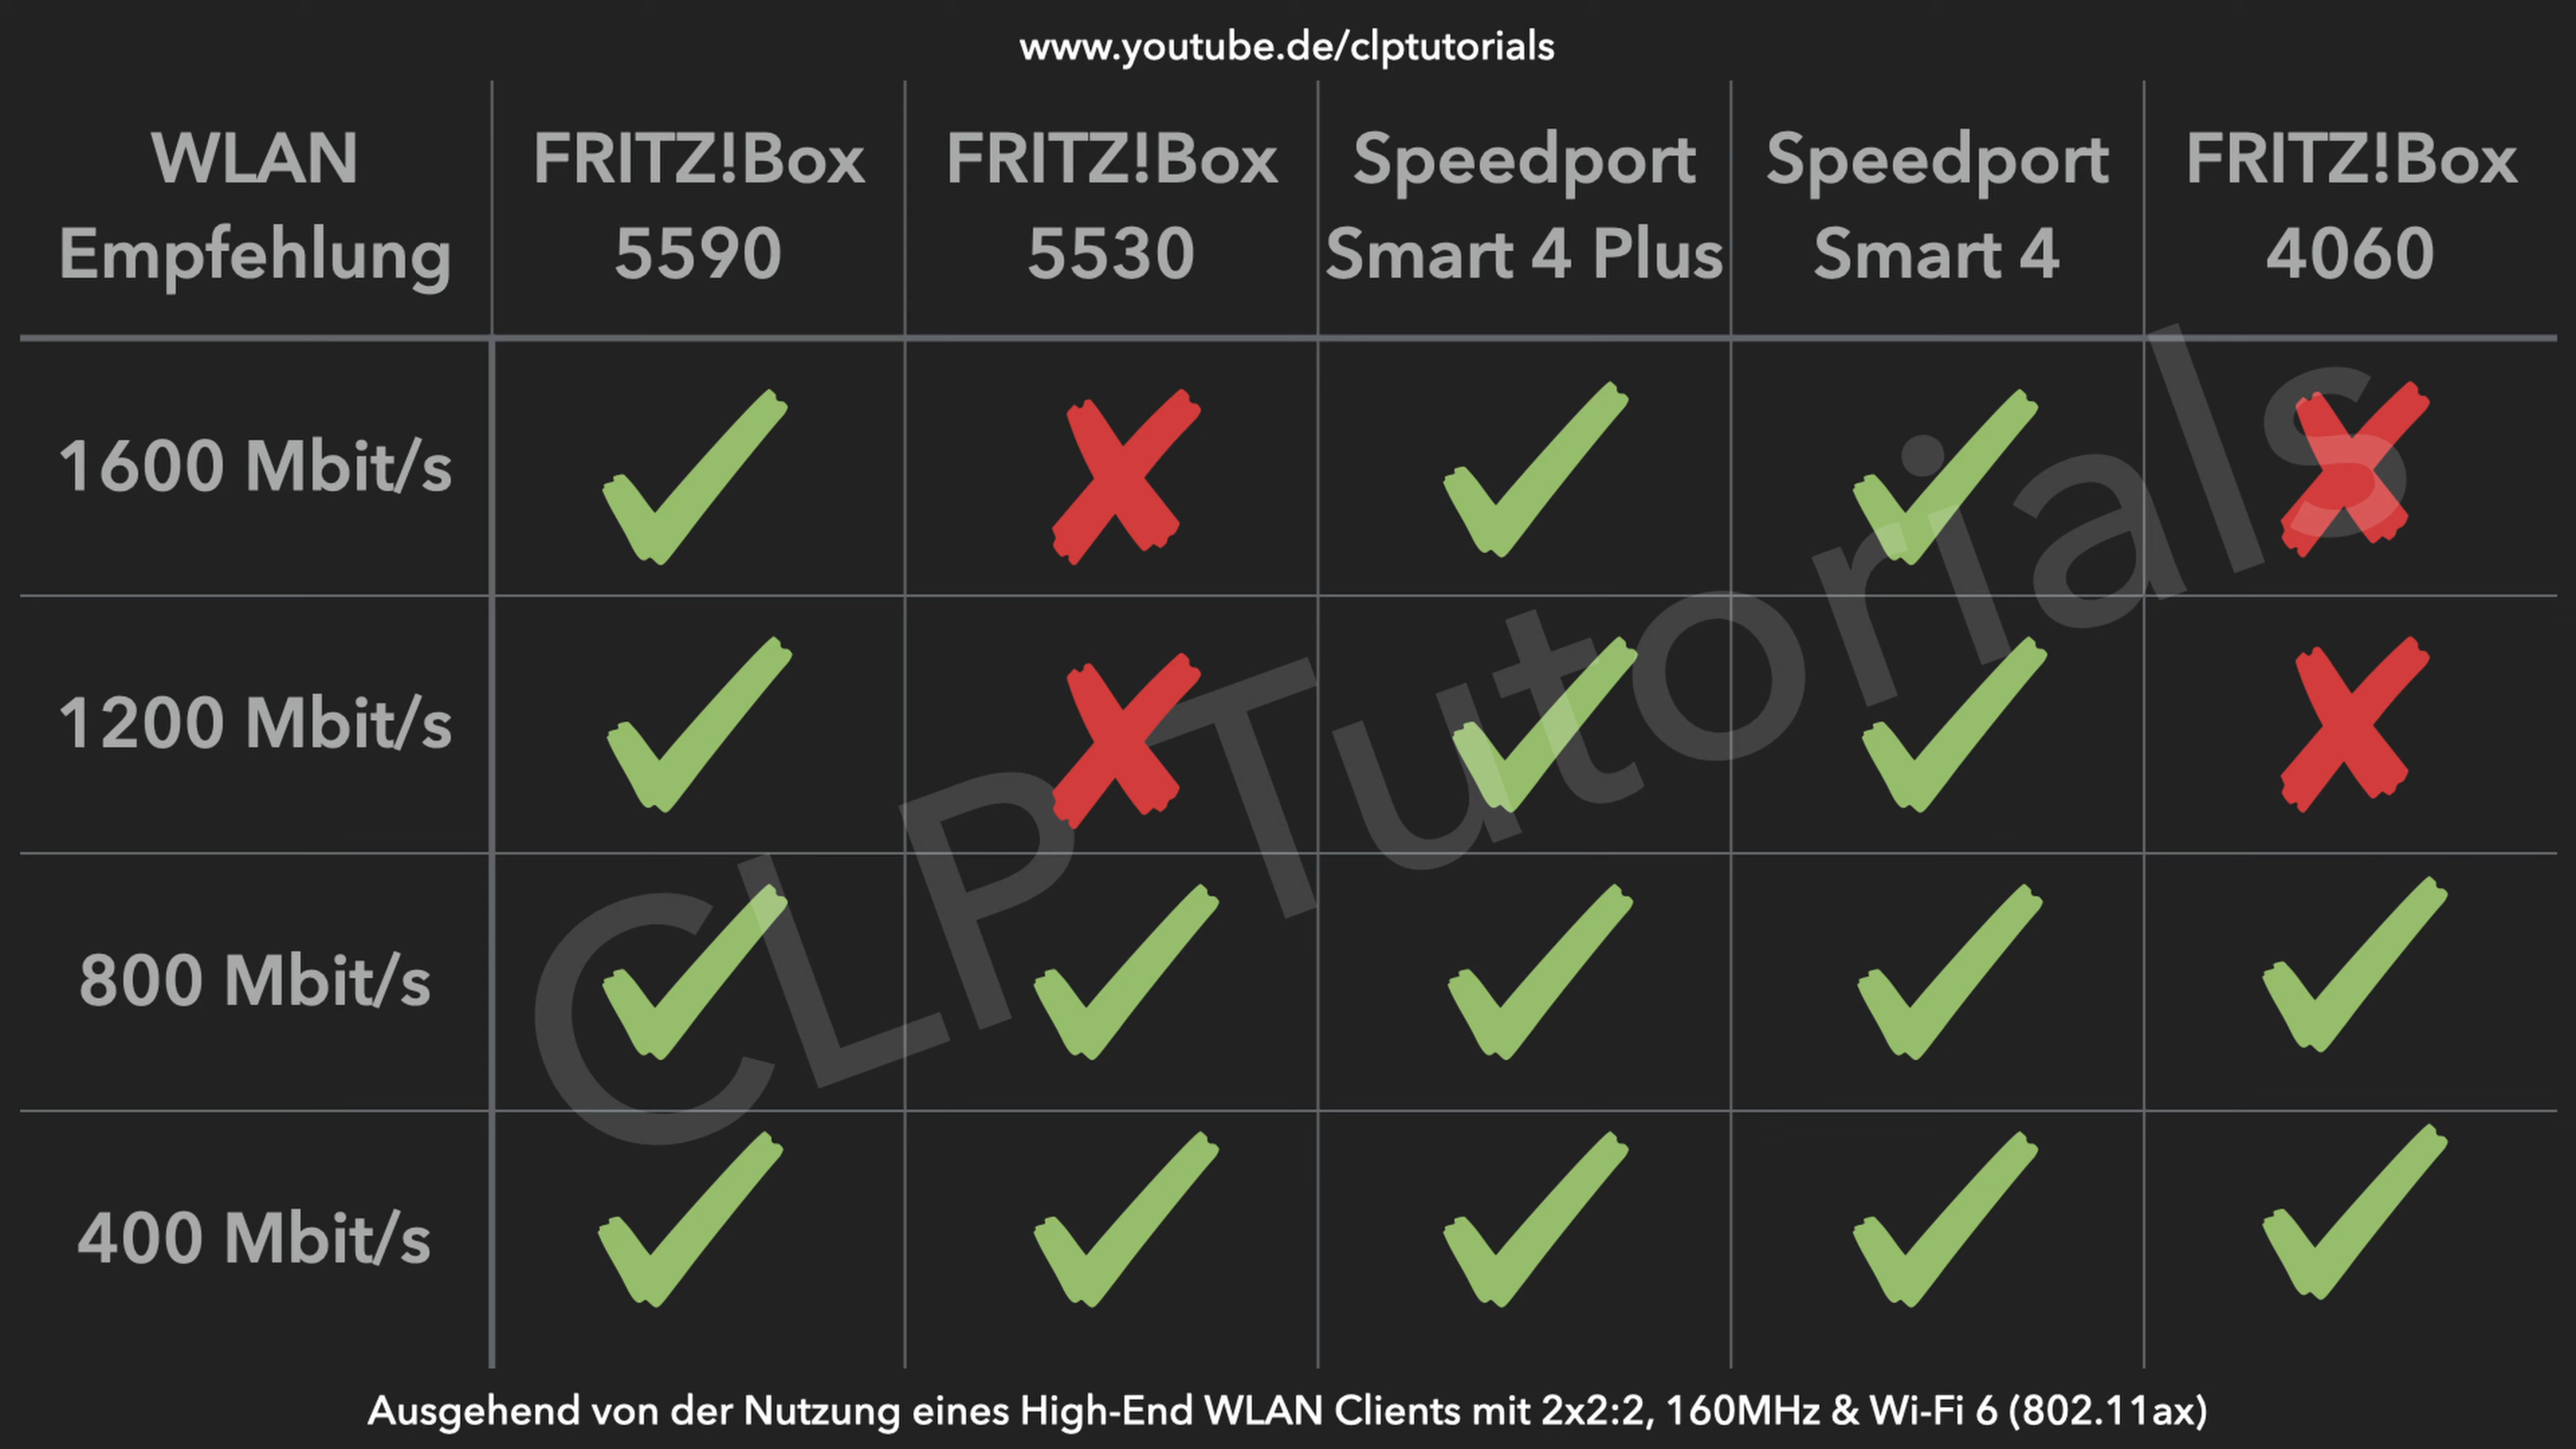 www.youtube.de/clptutorials
WLAN Empfehlung
FRITZ!Box 5590
FRITZ!Box 5530
Speedport Smart 4 Plus
Speedport Smart 4
FRITZ!Box 4060
1600 Mbit/s
1200 Mbit/s
800 Mbit/s
400 Mbit/s
CLP Tutorials
Ausgehend von der Nutzung eines High-End WLAN Clients mit 2x2:2, 160MHz & Wi-Fi 6 (802.11ax)